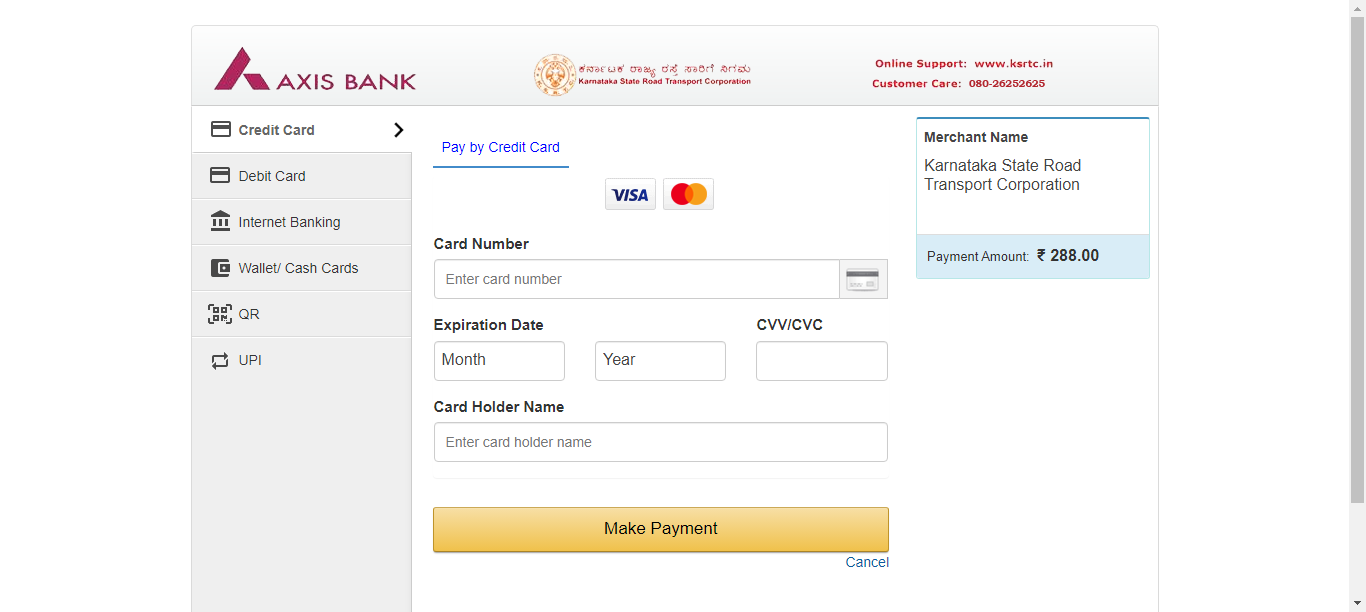 AXIS BANK
ಕರ್ನಾಟಕ ರಾಜ್ಯ ರಸ್ತೆ ಸಾರಿಗೆ ನಿಗಮ
Karnataka State Road Transport Corporation
Online Support: www.ksrtc.in
Customer Care: 080-26252625
Credit Card
Debit Card
Internet Banking
Wallet/ Cash Cards
QR
UPI
Pay by Credit Card
VISA
Card Number
Enter card number
Expiration Date
CVV/CVC
Month
Year
Card Holder Name
Enter card holder name
Make Payment
Cancel
Merchant Name
Karnataka State Road
Transport Corporation
Payment Amount: ₹ 288.00